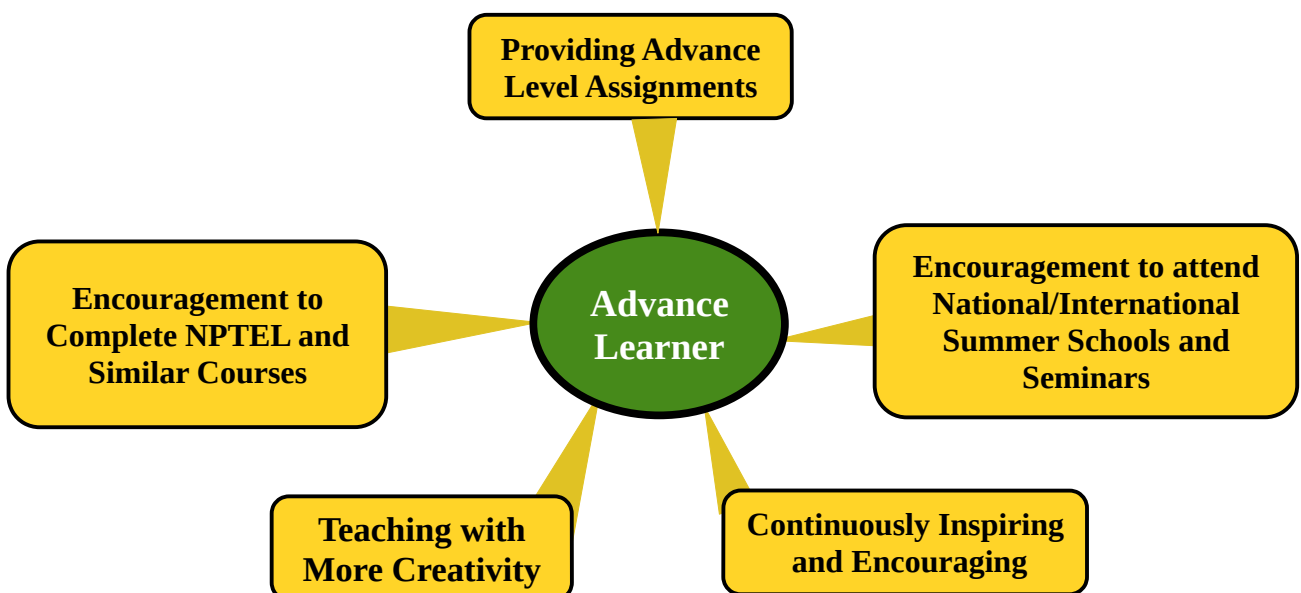 Providing Advance
Level Assignments
Encouragement to
Complete NPTEL and
Similar Courses
Advance
Learner
Encouragement to attend
National/International
Summer Schools and
Seminars
Teaching with
More Creativity
Continuously Inspiring
and Encouraging